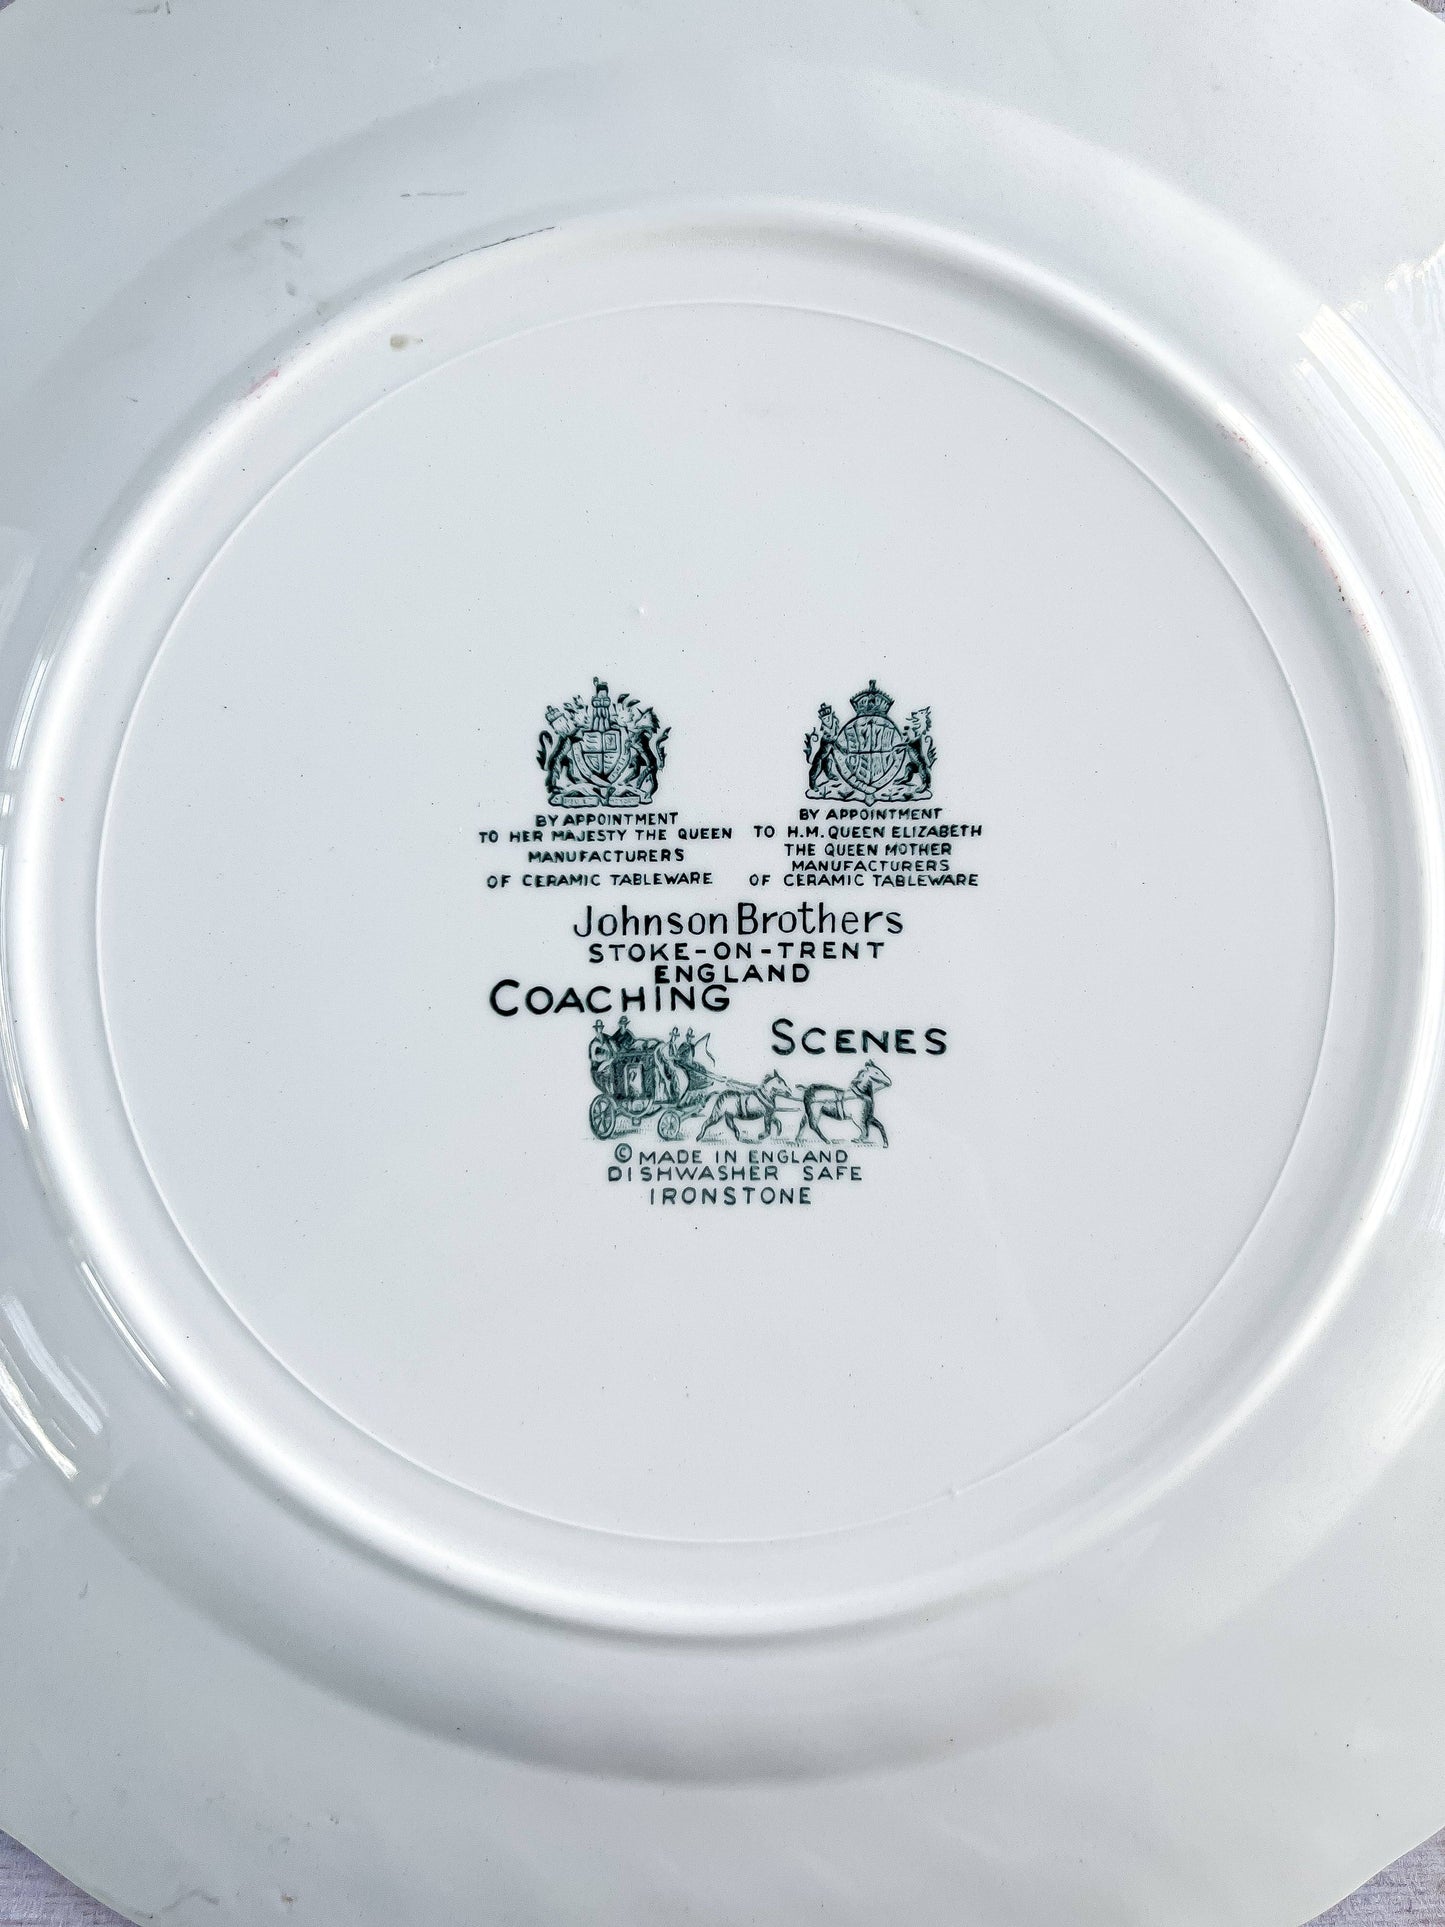 BY APPOINTMENT
TO HER MAJESTY THE QUEEN
MANUFACTURERS
OF CERAMIC TABLEWARE
BY APPOINTMENT
TO H.M. QUEEN ELIZABETH
THE QUEEN MOTHER
MANUFACTURERS
OF CERAMIC TABLEWARE
Johnson Brothers
STOKE-ON-TRENT
ENGLAND
COACHING
SCENES
© MADE IN ENGLAND
DISHWASHER SAFE
IRONSTONE